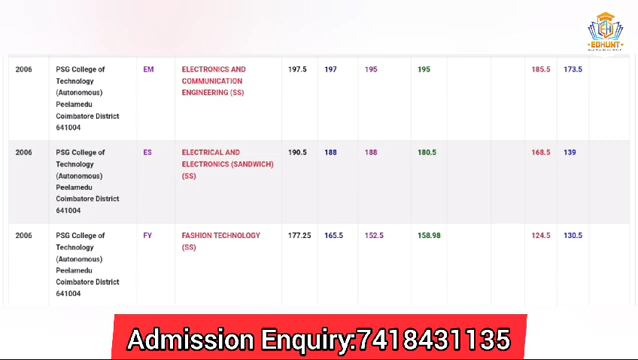 EDHUNT
2006 PSG College of EM ELECTRONICS AND 197.5 197 195 195 185.5 173.5
Technology COMMUNICATION
(Autonomous) ENGINEERING (SS)
Peelamedu
Coimbatore District
641004
2006 PSG College of ES ELECTRICAL AND 190.5 188 188 180.5 168.5 139
Technology ELECTRONICS (SANDWICH)
(Autonomous) (SS)
Peelamedu
Coimbatore District
641004
2006 PSG College of FY FASHION TECHNOLOGY 177.25 165.5 152.5 158.98 124.5 130.5
Technology (SS)
(Autonomous)
Peelamedu
Coimbatore District
641004
Admission Enquiry:7418431135